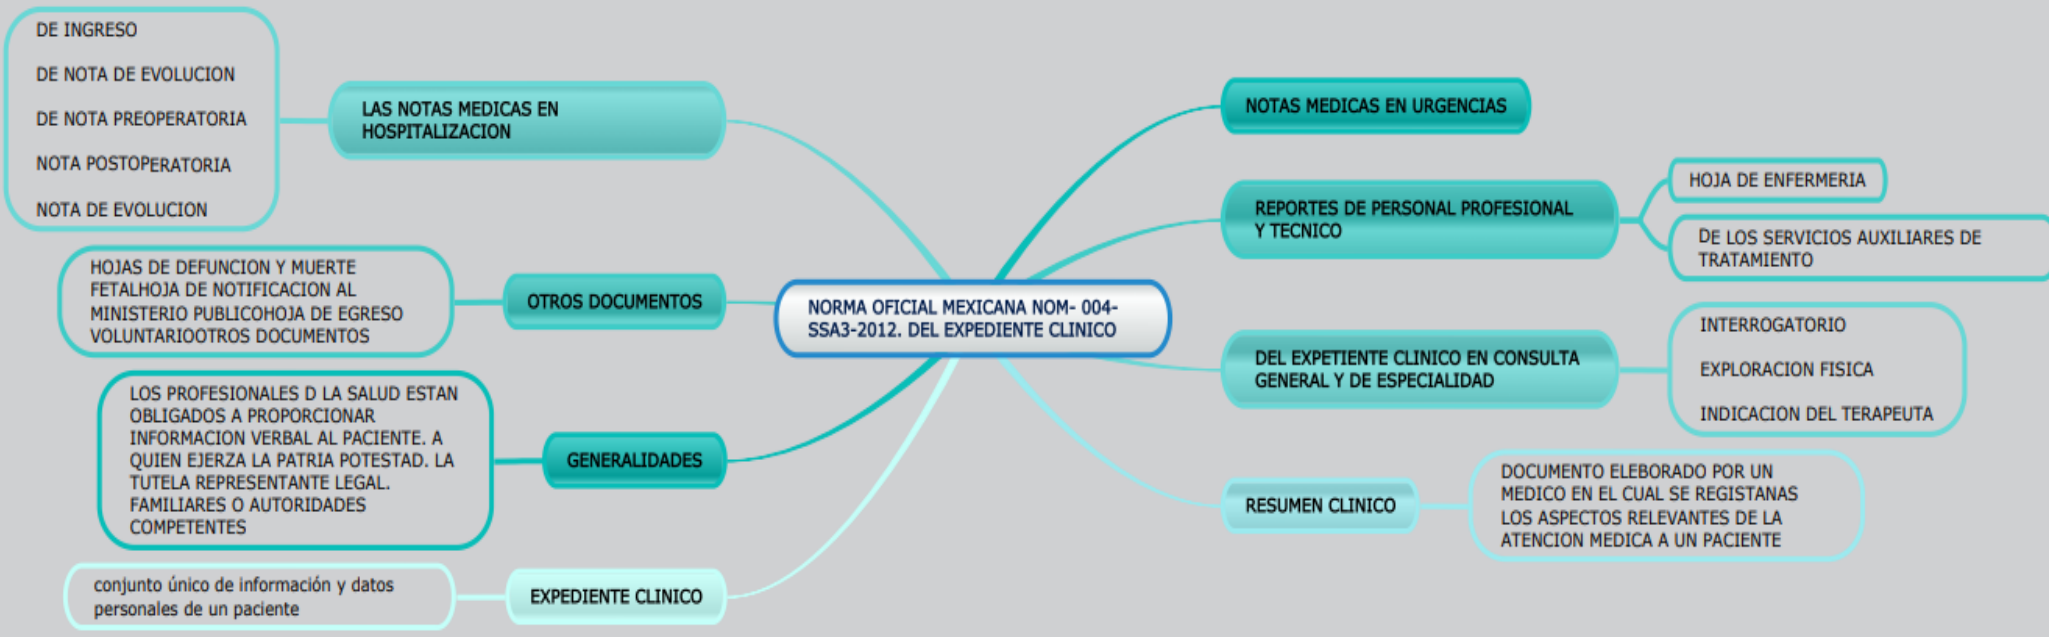 DE INGRESO
DE NOTA DE EVOLUCION
DE NOTA PREOPERATORIA
NOTA POSTOPERATORIA
NOTA DE EVOLUCION
LAS NOTAS MEDICAS EN
HOSPITALIZACION
HOJAS DE DEFUNCION Y MUERTE
FETALHOJA DE NOTIFICACION AL
MINISTERIO PUBLICOHOJA DE EGRESO
VOLUNTARIOOTROS DOCUMENTOS
OTROS DOCUMENTOS
LOS PROFESIONALES D LA SALUD ESTAN
OBLIGADOS A PROPORCIONAR
INFORMACION VERBAL AL PACIENTE. A
QUIEN EJERZA LA PATRIA POTESTAD. LA
TUTELA REPRESENTANTE LEGAL.
FAMILIARES O AUTORIDADES
COMPETENTES
GENERALIDADES
conjunto único de información y datos
personales de un paciente
EXPEDIENTE CLINICO
NORMA OFICIAL MEXICANA NOM- 004-
SSA3-2012. DEL EXPEDIENTE CLINICO
NOTAS MEDICAS EN URGENCIAS
REPORTES DE PERSONAL PROFESIONAL
Y TECNICO
HOJA DE ENFERMERIA
DE LOS SERVICIOS AUXILIARES DE
TRATAMIENTO
DEL EXPETIENTE CLINICO EN CONSULTA
GENERAL Y DE ESPECIALIDAD
INTERROGATORIO
EXPLORACION FISICA
INDICACION DEL TERAPEUTA
RESUMEN CLINICO
DOCUMENTO ELEBORADO POR UN
MEDICO EN EL CUAL SE REGISTANAS
LOS ASPECTOS RELEVANTES DE LA
ATENCION MEDICA A UN PACIENTE